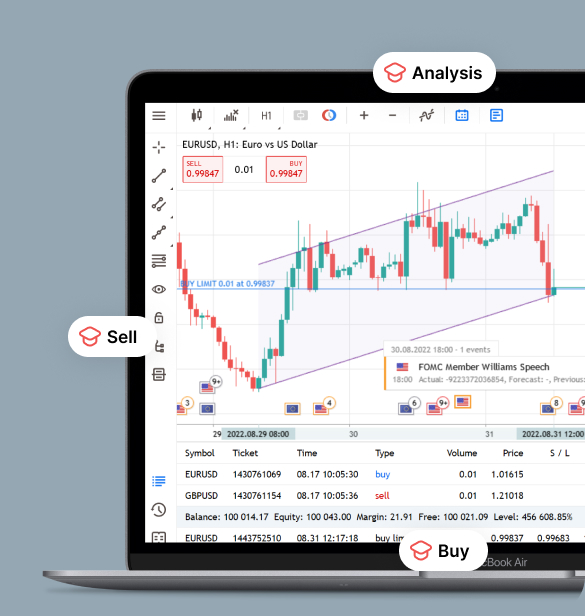 Analysis
H1
EURUSD, H1: Euro vs US Dollar
SELL
0.99847
0.01
BUY
0.99847
BUY LIMIT 0.01 at 0.99837
Sell
30.08.2022 18:00 - 1 events
FOMC Member Williams Speech
18:00 Actual: -9223372036854, Forecast: -, Previous:
9+
3
4
6
9+
8
29 2022.08.29 08:00 30 31 2022.08.31 12:00
Symbol Ticket Time Type Volume Price S / L
EURUSD 1430761069 08.17 10:05:30 buy 0.01 1.01615
GBPUSD 1430761154 08.17 10:05:36 sell 0.01 1.21018
Balance: 100 014.17 Equity: 100 043.00 Margin: 21.91 Free: 100 021.09 Level: 456 608.85%
EURUSD 1443752510 08.31 12:17:18 buy 0.99837 0.99683
Buy
Book Air